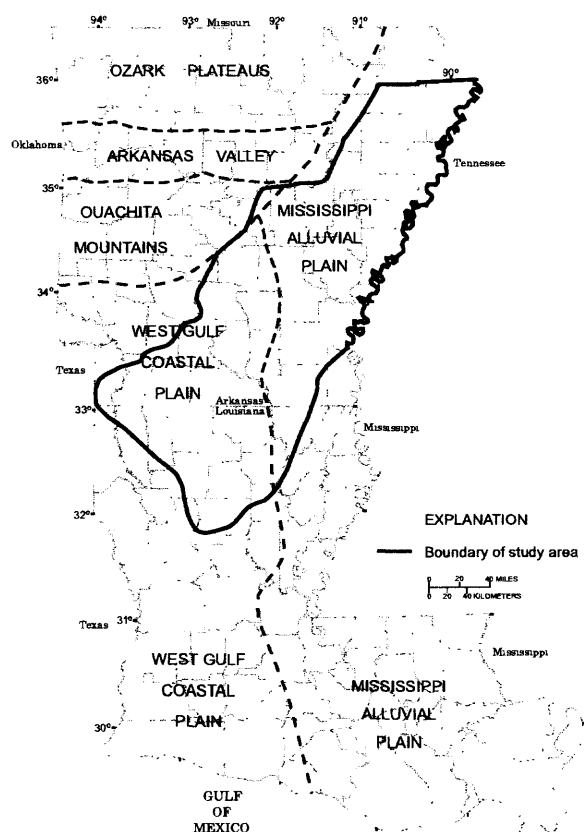 94° 93° Missouri 92° 91°
36° 90°
OZARK PLATEAUS
Oklahoma
ARKANSAS VALLEY
Tennessee
35°
OUACHITA
MOUNTAINS
MISSISSIPPI
ALLUVIAL
PLAIN
34°
WEST GULF
COASTAL
PLAIN
Texas
Arkansas
Louisiana
33°
Mississippi
32°
EXPLANATION
Boundary of study area
0 20 40 MILES
0 20 40 KILOMETERS
31°
Texas
Mississippi
WEST GULF
COASTAL
PLAIN
MISSISSIPPI
ALLUVIAL
PLAIN
30°
GULF
OF
MEXICO